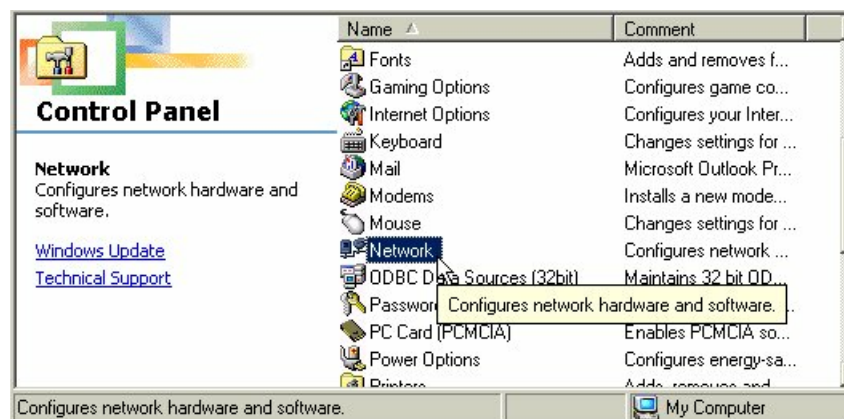 Control Panel
Network
Configures network hardware and
software.
Windows Update
Technical Support
Name Comment
Fonts Adds and removes f...
Gaming Options Configures game co...
Internet Options Configures your Inter...
Keyboard Changes settings for ...
Mail Microsoft Outlook Pr...
Modems Installs a new mode...
Mouse Changes settings for ...
Network Configures network ...
ODBC Data Sources (32bit) Maintains 32 bit OD...
Configures network hardware and software.
PC Card (PCMCIA) Enables PCMCIA so...
Power Options Configures energy-sa...
Printers Adds, removes and
Configures network hardware and software. My Computer